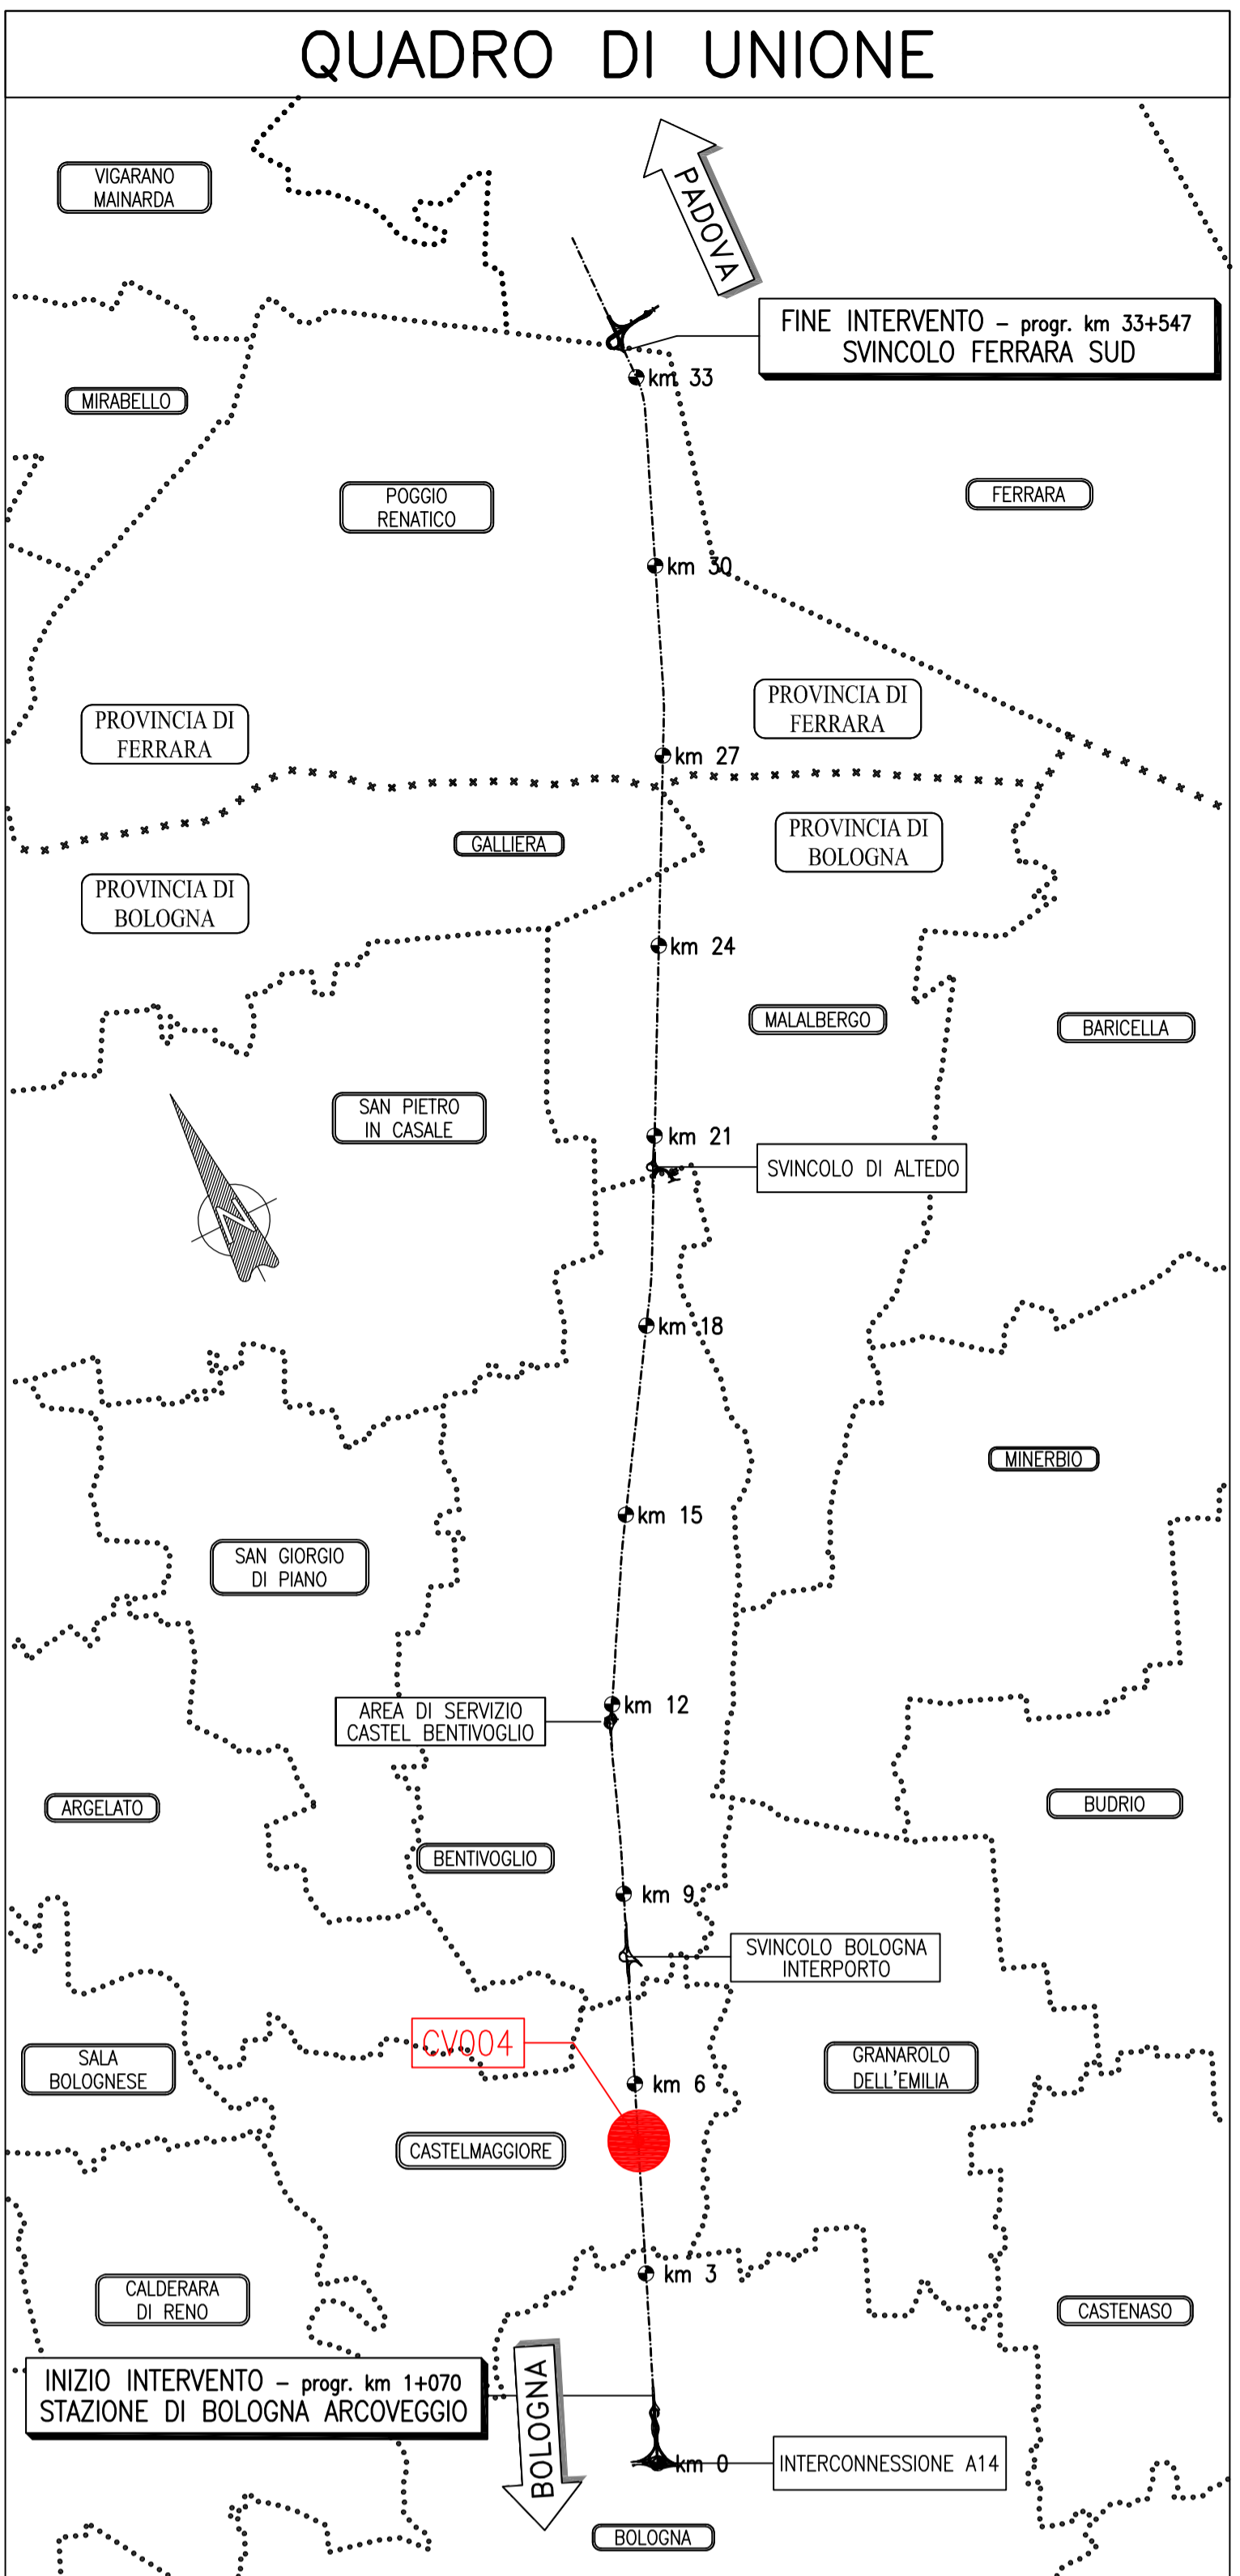 QUADRO DI UNIONE
VIGARANO
MAINARDA
PADOVA
FINE INTERVENTO – progr. km 33+547
SVINCOLO FERRARA SUD
km 33
MIRABELLO
POGGIO
RENATICO
FERRARA
km 30
PROVINCIA DI
FERRARA
PROVINCIA DI
FERRARA
km 27
GALLIERA
PROVINCIA DI
BOLOGNA
PROVINCIA DI
BOLOGNA
km 24
MALALBERGO
BARICELLA
SAN PIETRO
IN CASALE
km 21
SVINCOLO DI ALTEDO
N
km 18
MINERBIO
km 15
SAN GIORGIO
DI PIANO
km 12
AREA DI SERVIZIO
CASTEL BENTIVOGLIO
ARGELATO
BUDRIO
BENTIVOGLIO
km 9
SVINCOLO BOLOGNA
INTERPORTO
CV004
SALA
BOLOGNESE
GRANAROLO
DELL'EMILIA
km 6
CASTELMAGGIORE
km 3
CALDERARA
DI RENO
CASTENASO
INIZIO INTERVENTO – progr. km 1+070
STAZIONE DI BOLOGNA ARCOVEGGIO
BOLOGNA
km 0
INTERCONNESSIONE A14
BOLOGNA